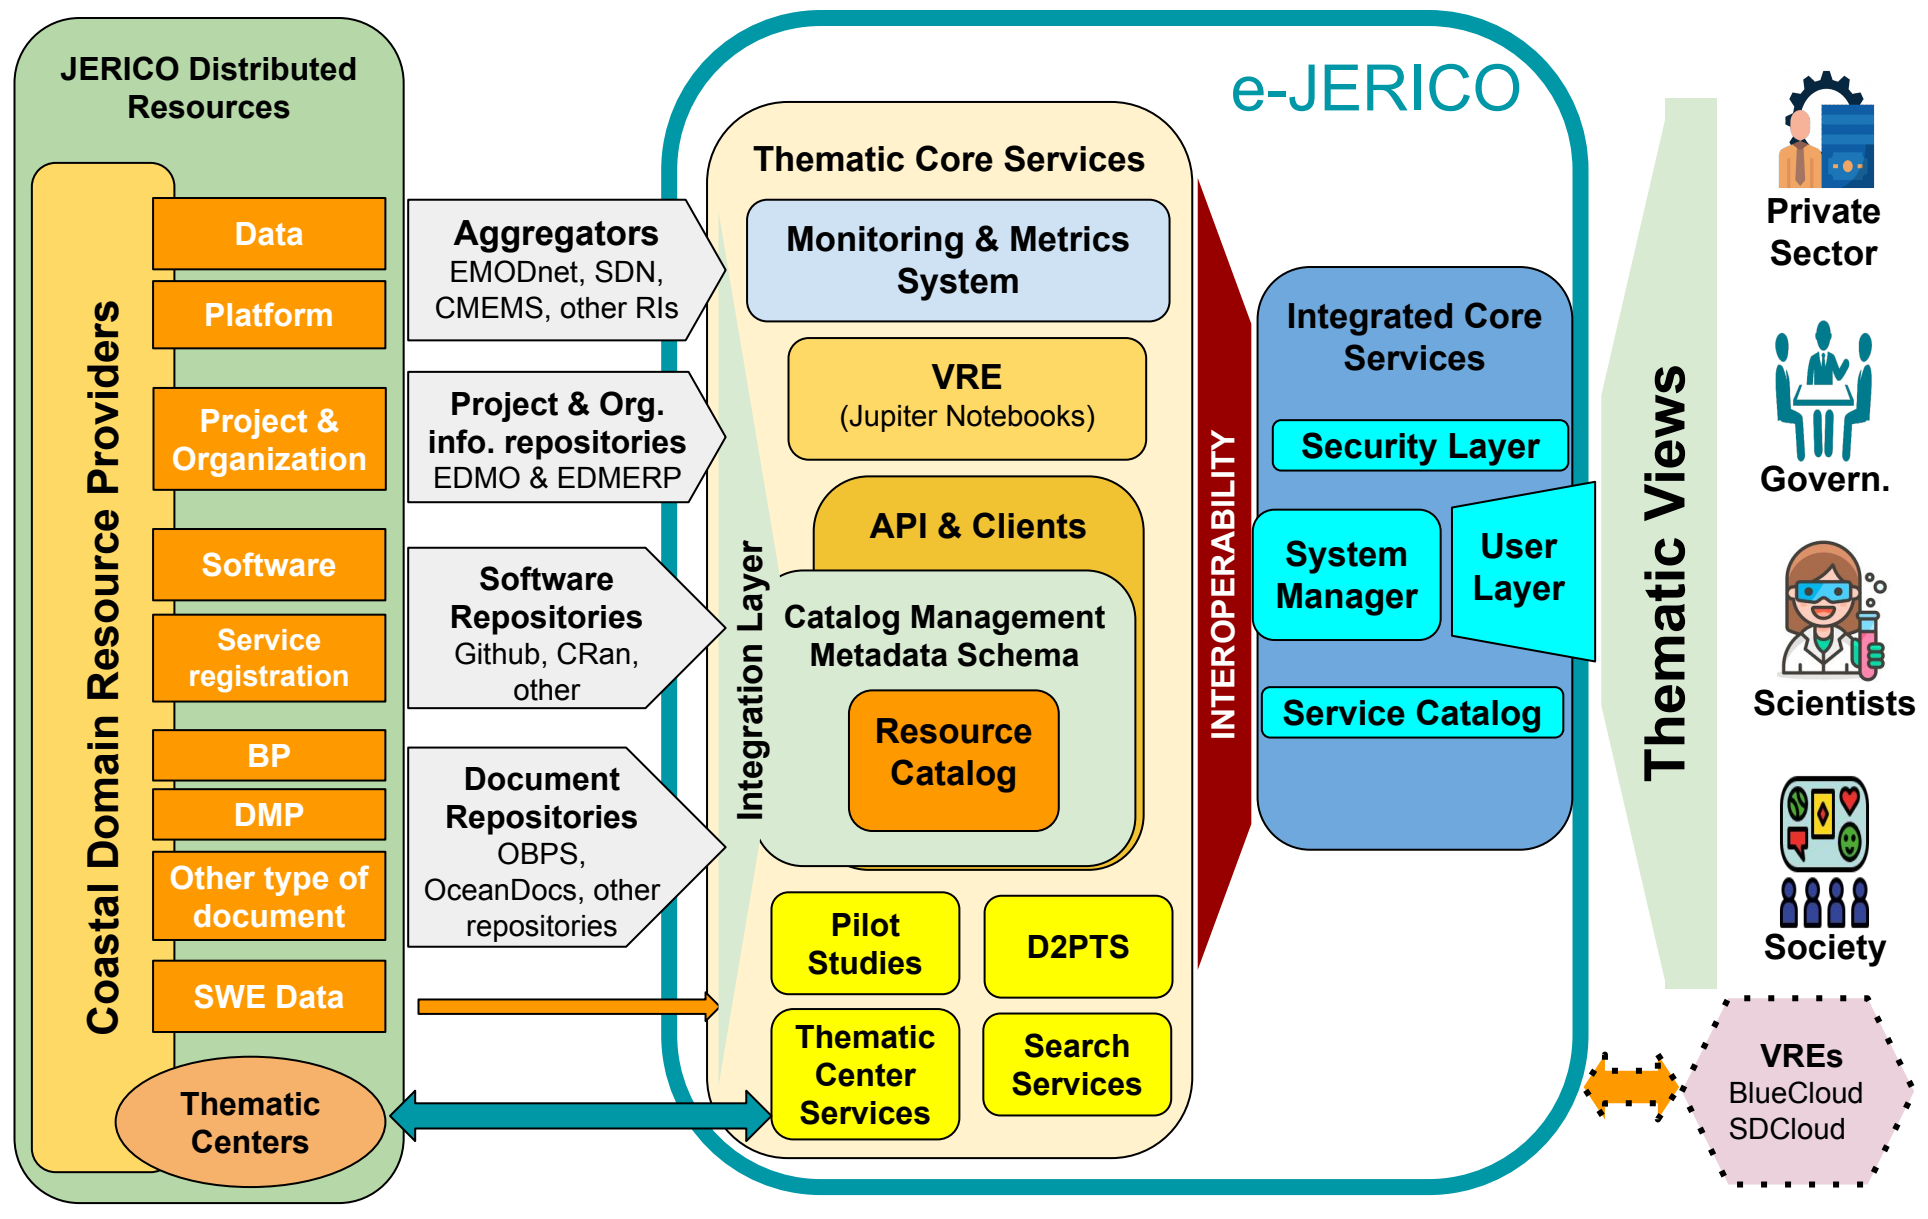 JERICO Distributed
Resources
Coastal Domain Resource Providers
Data
Platform
Project &
Organization
Software
Service
registration
BP
DMP
Other type of
document
SWE Data
Thematic
Centers
Aggregators
EMODnet, SDN,
CMEMS, other RIs
Project & Org.
info. repositories
EDMO & EDMERP
Software
Repositories
Github, CRan,
other
Document
Repositories
OBPS,
OceanDocs, other
repositories
e-JERICO
Thematic Core Services
Integration Layer
Monitoring & Metrics
System
VRE
(Jupiter Notebooks)
API & Clients
Catalog Management
Metadata Schema
Resource
Catalog
Pilot
Studies
D2PTS
Thematic
Center
Services
Search
Services
INTEROPERABILITY
Integrated Core
Services
Security Layer
System
Manager
User
Layer
Service Catalog
Thematic Views
Private
Sector
Govern.
Scientists
Society
VREs
BlueCloud
SDCloud